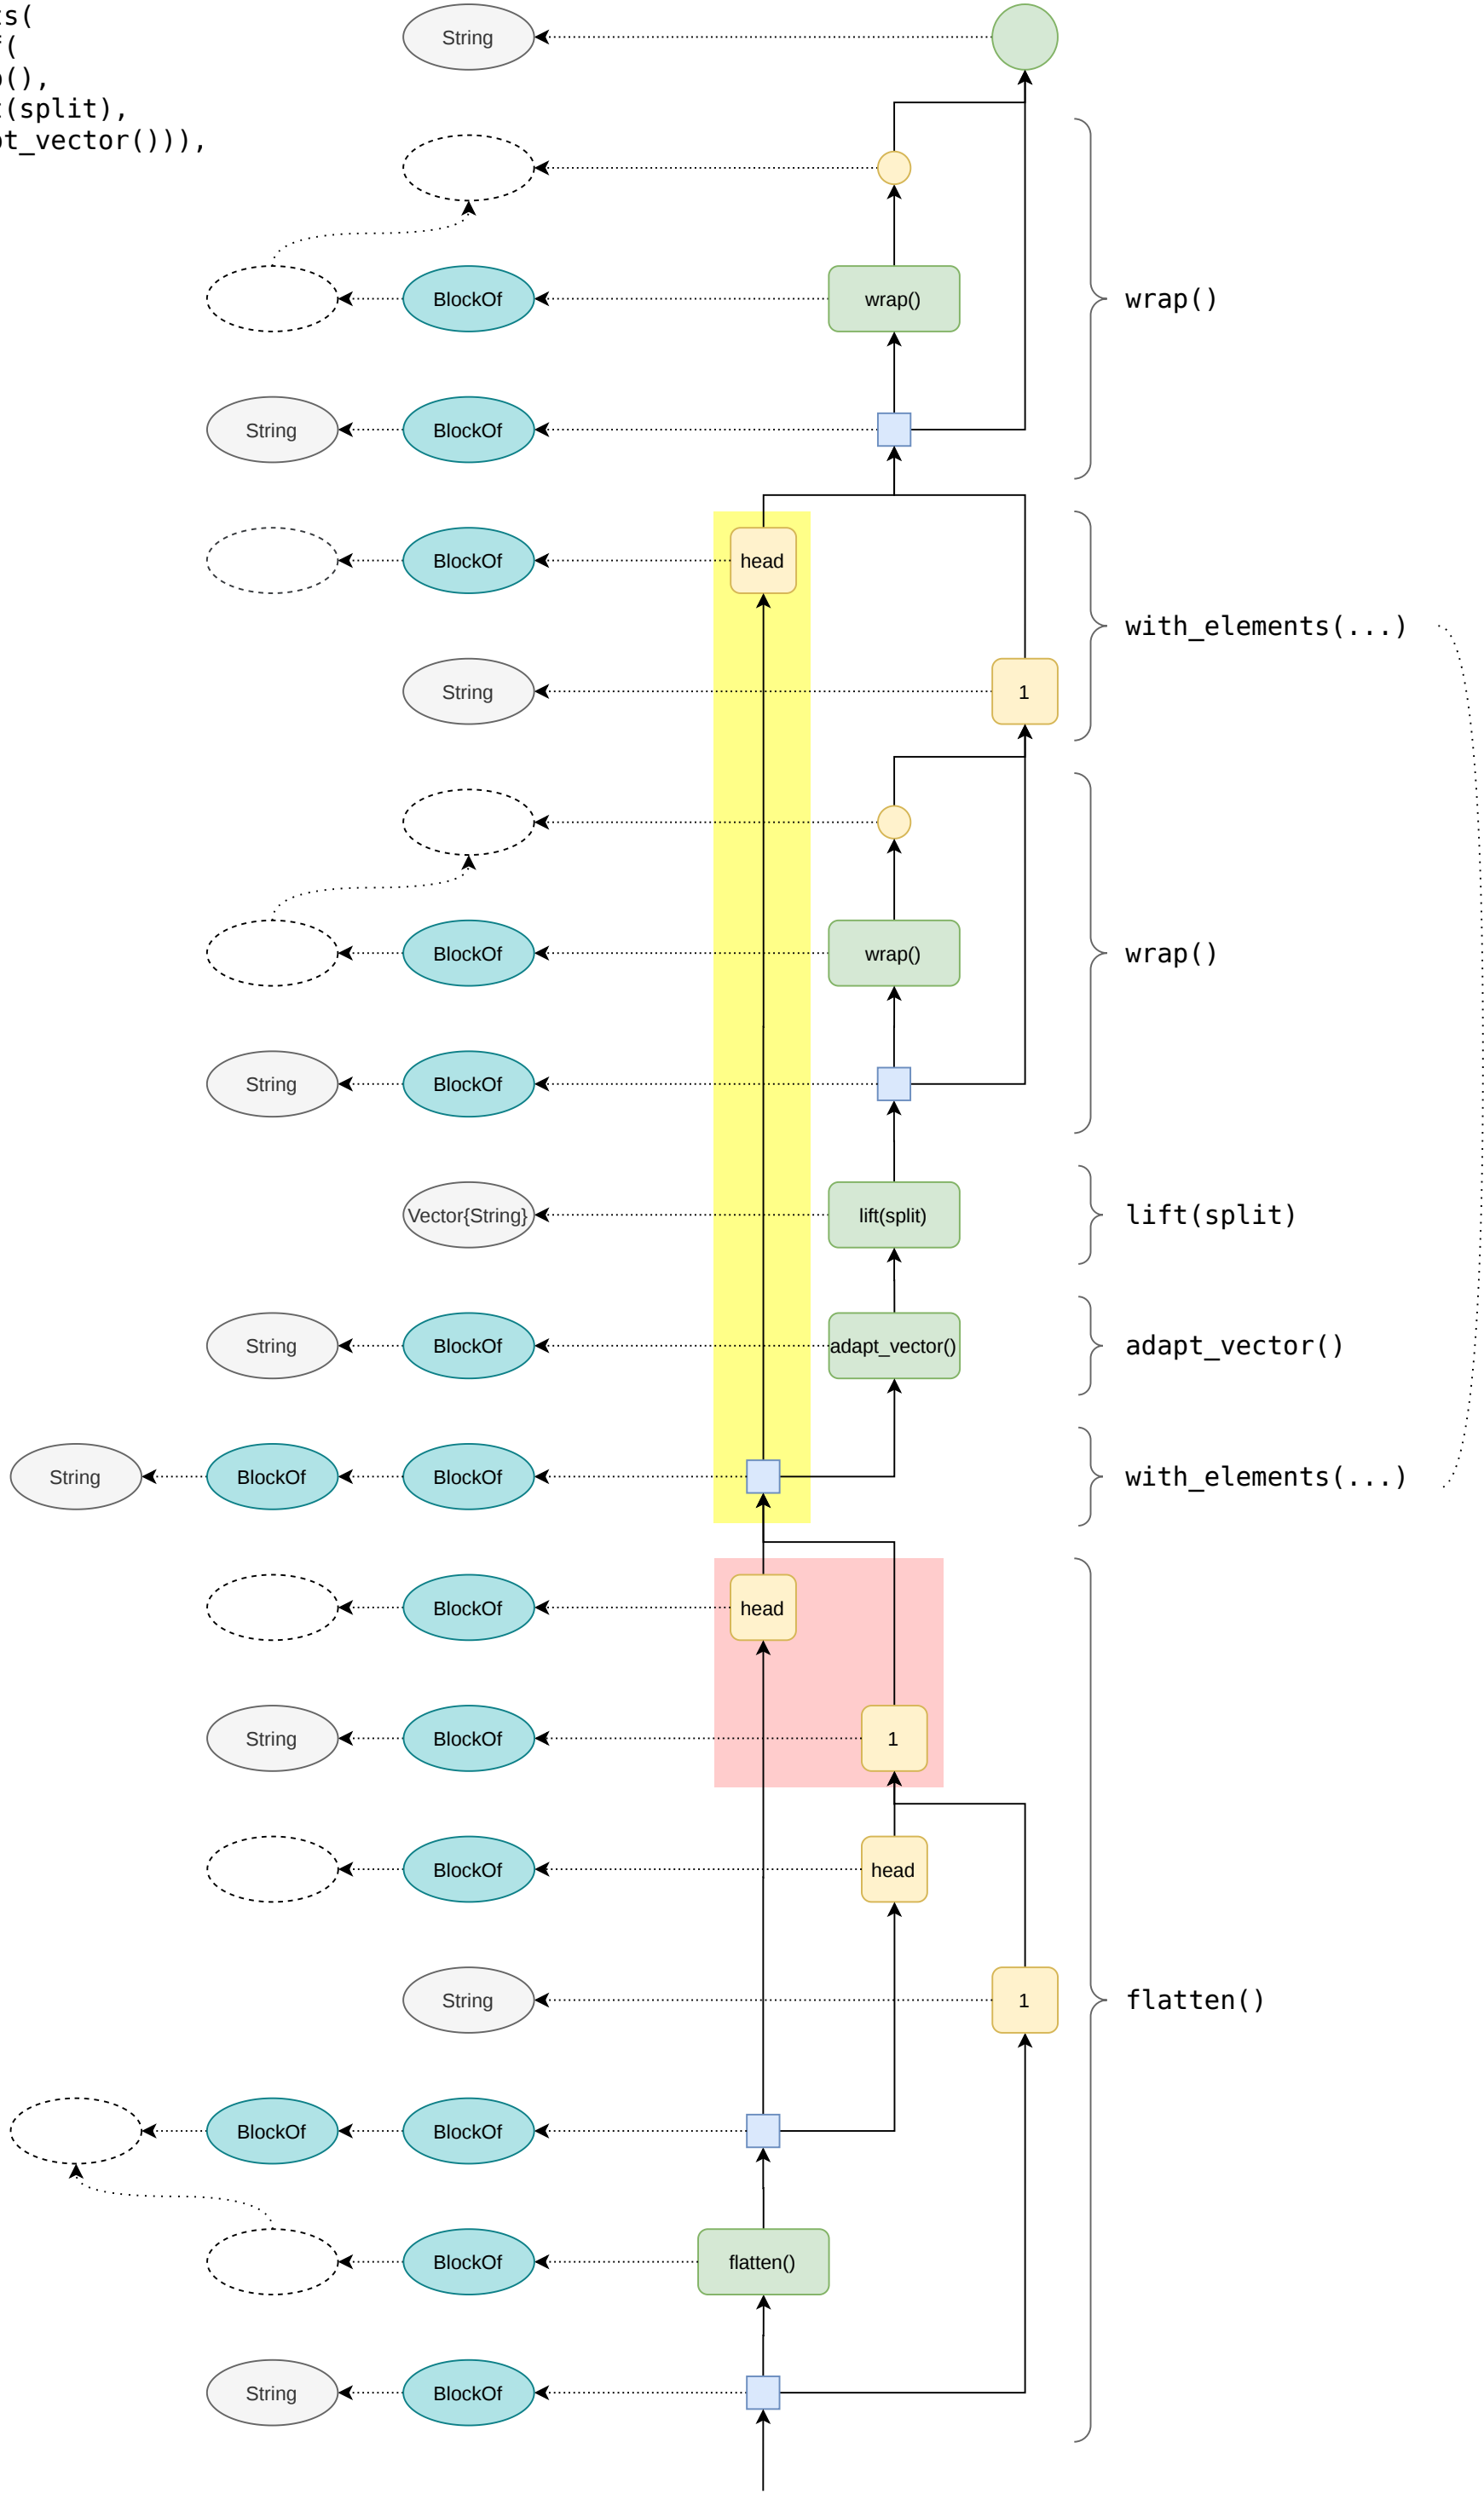 s(
(
(),
(split),
t_vector())),
String
BlockOf
wrap()
wrap()
String
BlockOf
BlockOf
head
with_elements(...)
String
1
BlockOf
wrap()
wrap()
String
BlockOf
Vector{String}
lift(split)
lift(split)
String
BlockOf
adapt_vector()
adapt_vector()
String
BlockOf
BlockOf
with_elements(...)
BlockOf
head
String
BlockOf
1
BlockOf
head
String
1
flatten()
BlockOf
BlockOf
BlockOf
flatten()
String
BlockOf